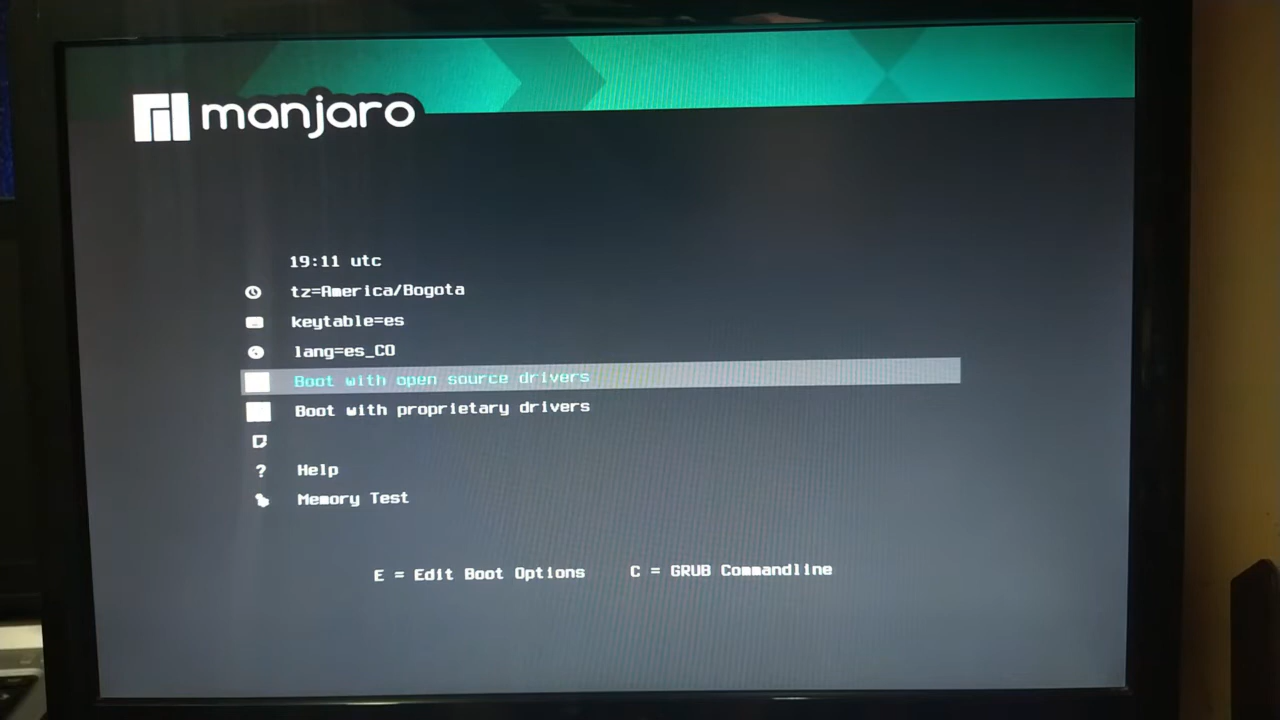 manjaro
19:11 utc
tz=America/Bogota
keytable=es
lang=es_CO
Boot with open source drivers
Boot with proprietary drivers
? Help
Memory Test
E = Edit Boot Options C = GRUB Commandline